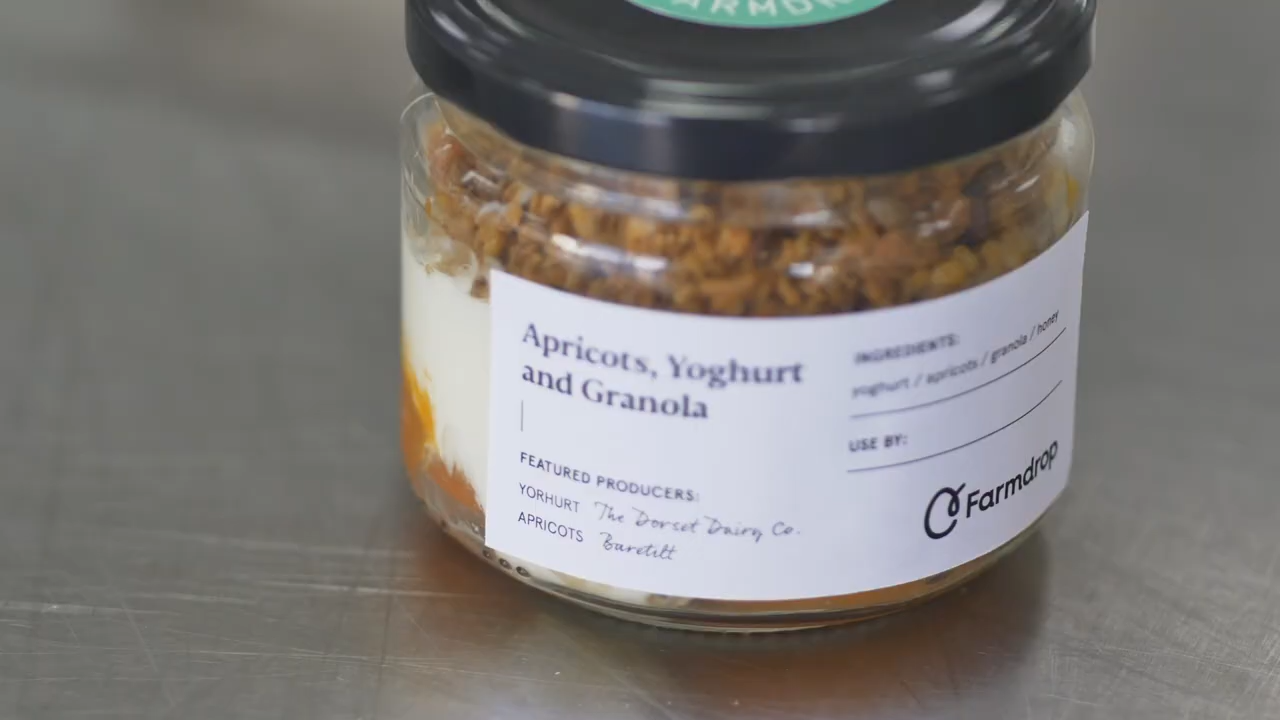 Apricots, Yoghurt
and Granola
FEATURED PRODUCERS:
YORHURT The Dorset Dairy Co.
APRICOTS
INGREDIENTS:
yoghurt / apricots / granola / honey
USE BY:
Farmdrop